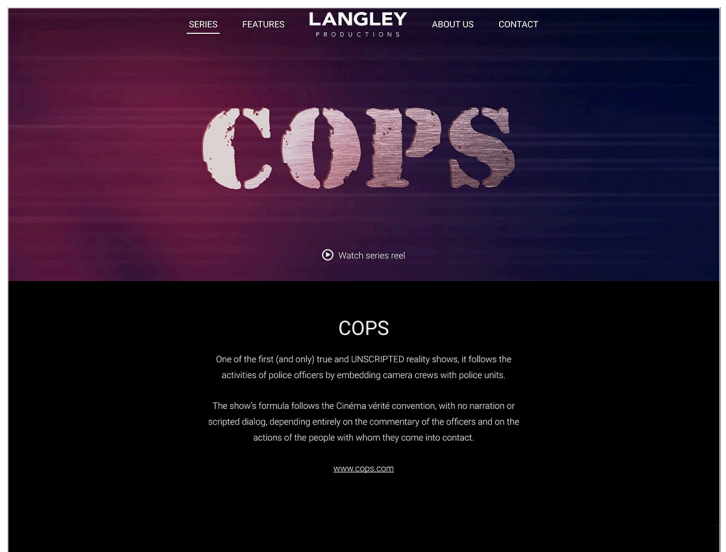 SERIES FEATURES LANGLEY PRODUCTIONS ABOUT US CONTACT
COPS
Watch series reel
COPS
One of the first (and only) true and UNSCRIPTED reality shows, it follows the
activities of police officers by embedding camera crews with police units.
The show's formula follows the Cinéma vérité convention, with no narration or
scripted dialog, depending entirely on the commentary of the officers and on the
actions of the people with whom they come into contact.
www.cops.com